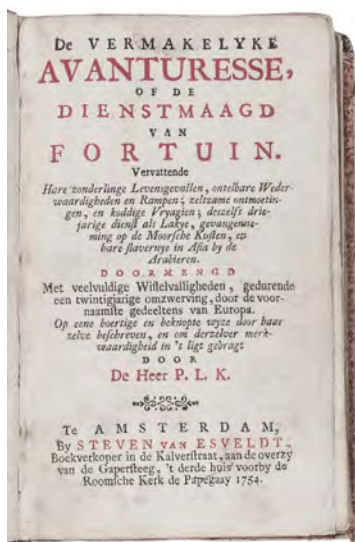 De VERMAKELYKE
AVANTURESSE,
OF DE
DIENSTMAAGD
VAN
FORTUIN.
Vervattende
Hare zonderlinge Levensgevallen, ontelbare Weder-
waardigheden en Rampen; zeltzame ontmoetin-
gen, en koddige Vryagien; deszelfs drie-
jarige dienst als Lakye, gevangenne-
ming op de Moorsche Kusten, en
hare slavernye in Asia by de
Arabieren.
DOORMENGD
Met veelvuldige Wisselvalligheden, gedurende
een twintigjarige omzwerving, door de voor-
naamste gedeeltens van Europa.
Op eene boertige en beknopte wyze door haar
zelve beschreven, en om derzelver merk-
waardigheid in 't ligt gebragt
DOOR
De Heer P. L. K.
Te AMSTERDAM,
By STEVEN VAN ESVELDT,
Boekverkoper in de Kalverstraat, aan de overzy
van de Gapersteeg, 't derde huis voorby de
Roomsche Kerk de Papegaay 1754.